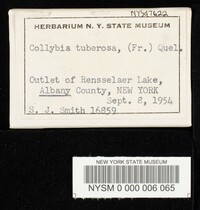 NYSf47622
HERBARIUM N. Y. STATE MUSEUM
Collybia tuberosa, (Fr.) Quel.
Outlet of Rensselaer Lake,
Albany County, NEW YORK
Sept. 8, 1954
S. J. Smith 16859
NEW YORK STATE MUSEUM
NYSM 0 000 006 065